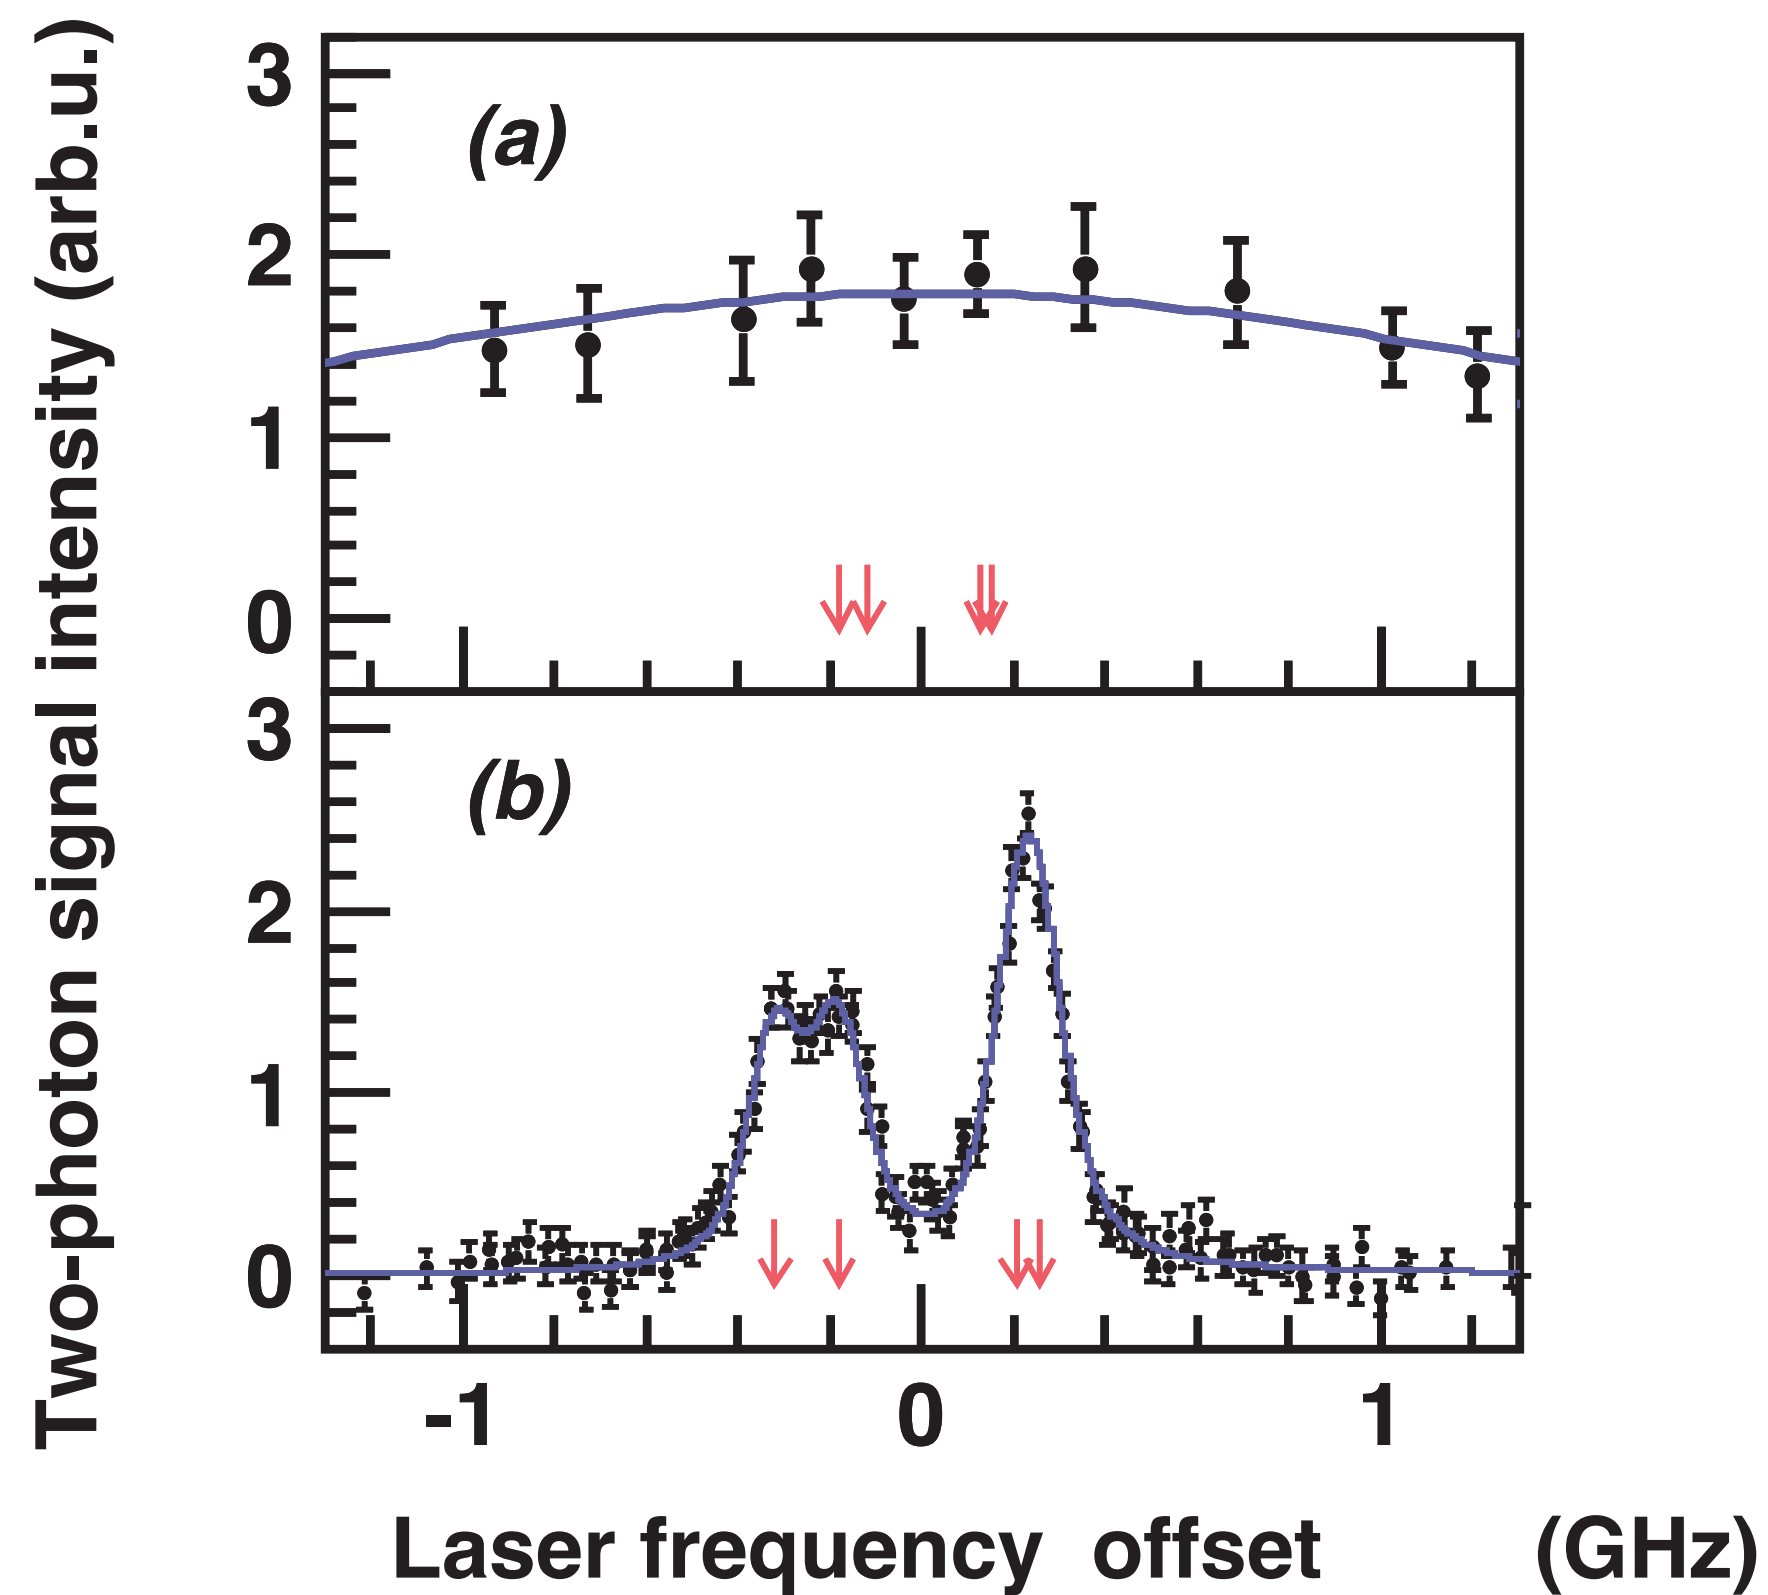 Two-photon signal intensity (arb.u.)
3
(a)
2
1
0
3
(b)
2
1
0
-1 0 1
Laser frequency offset (GHz)